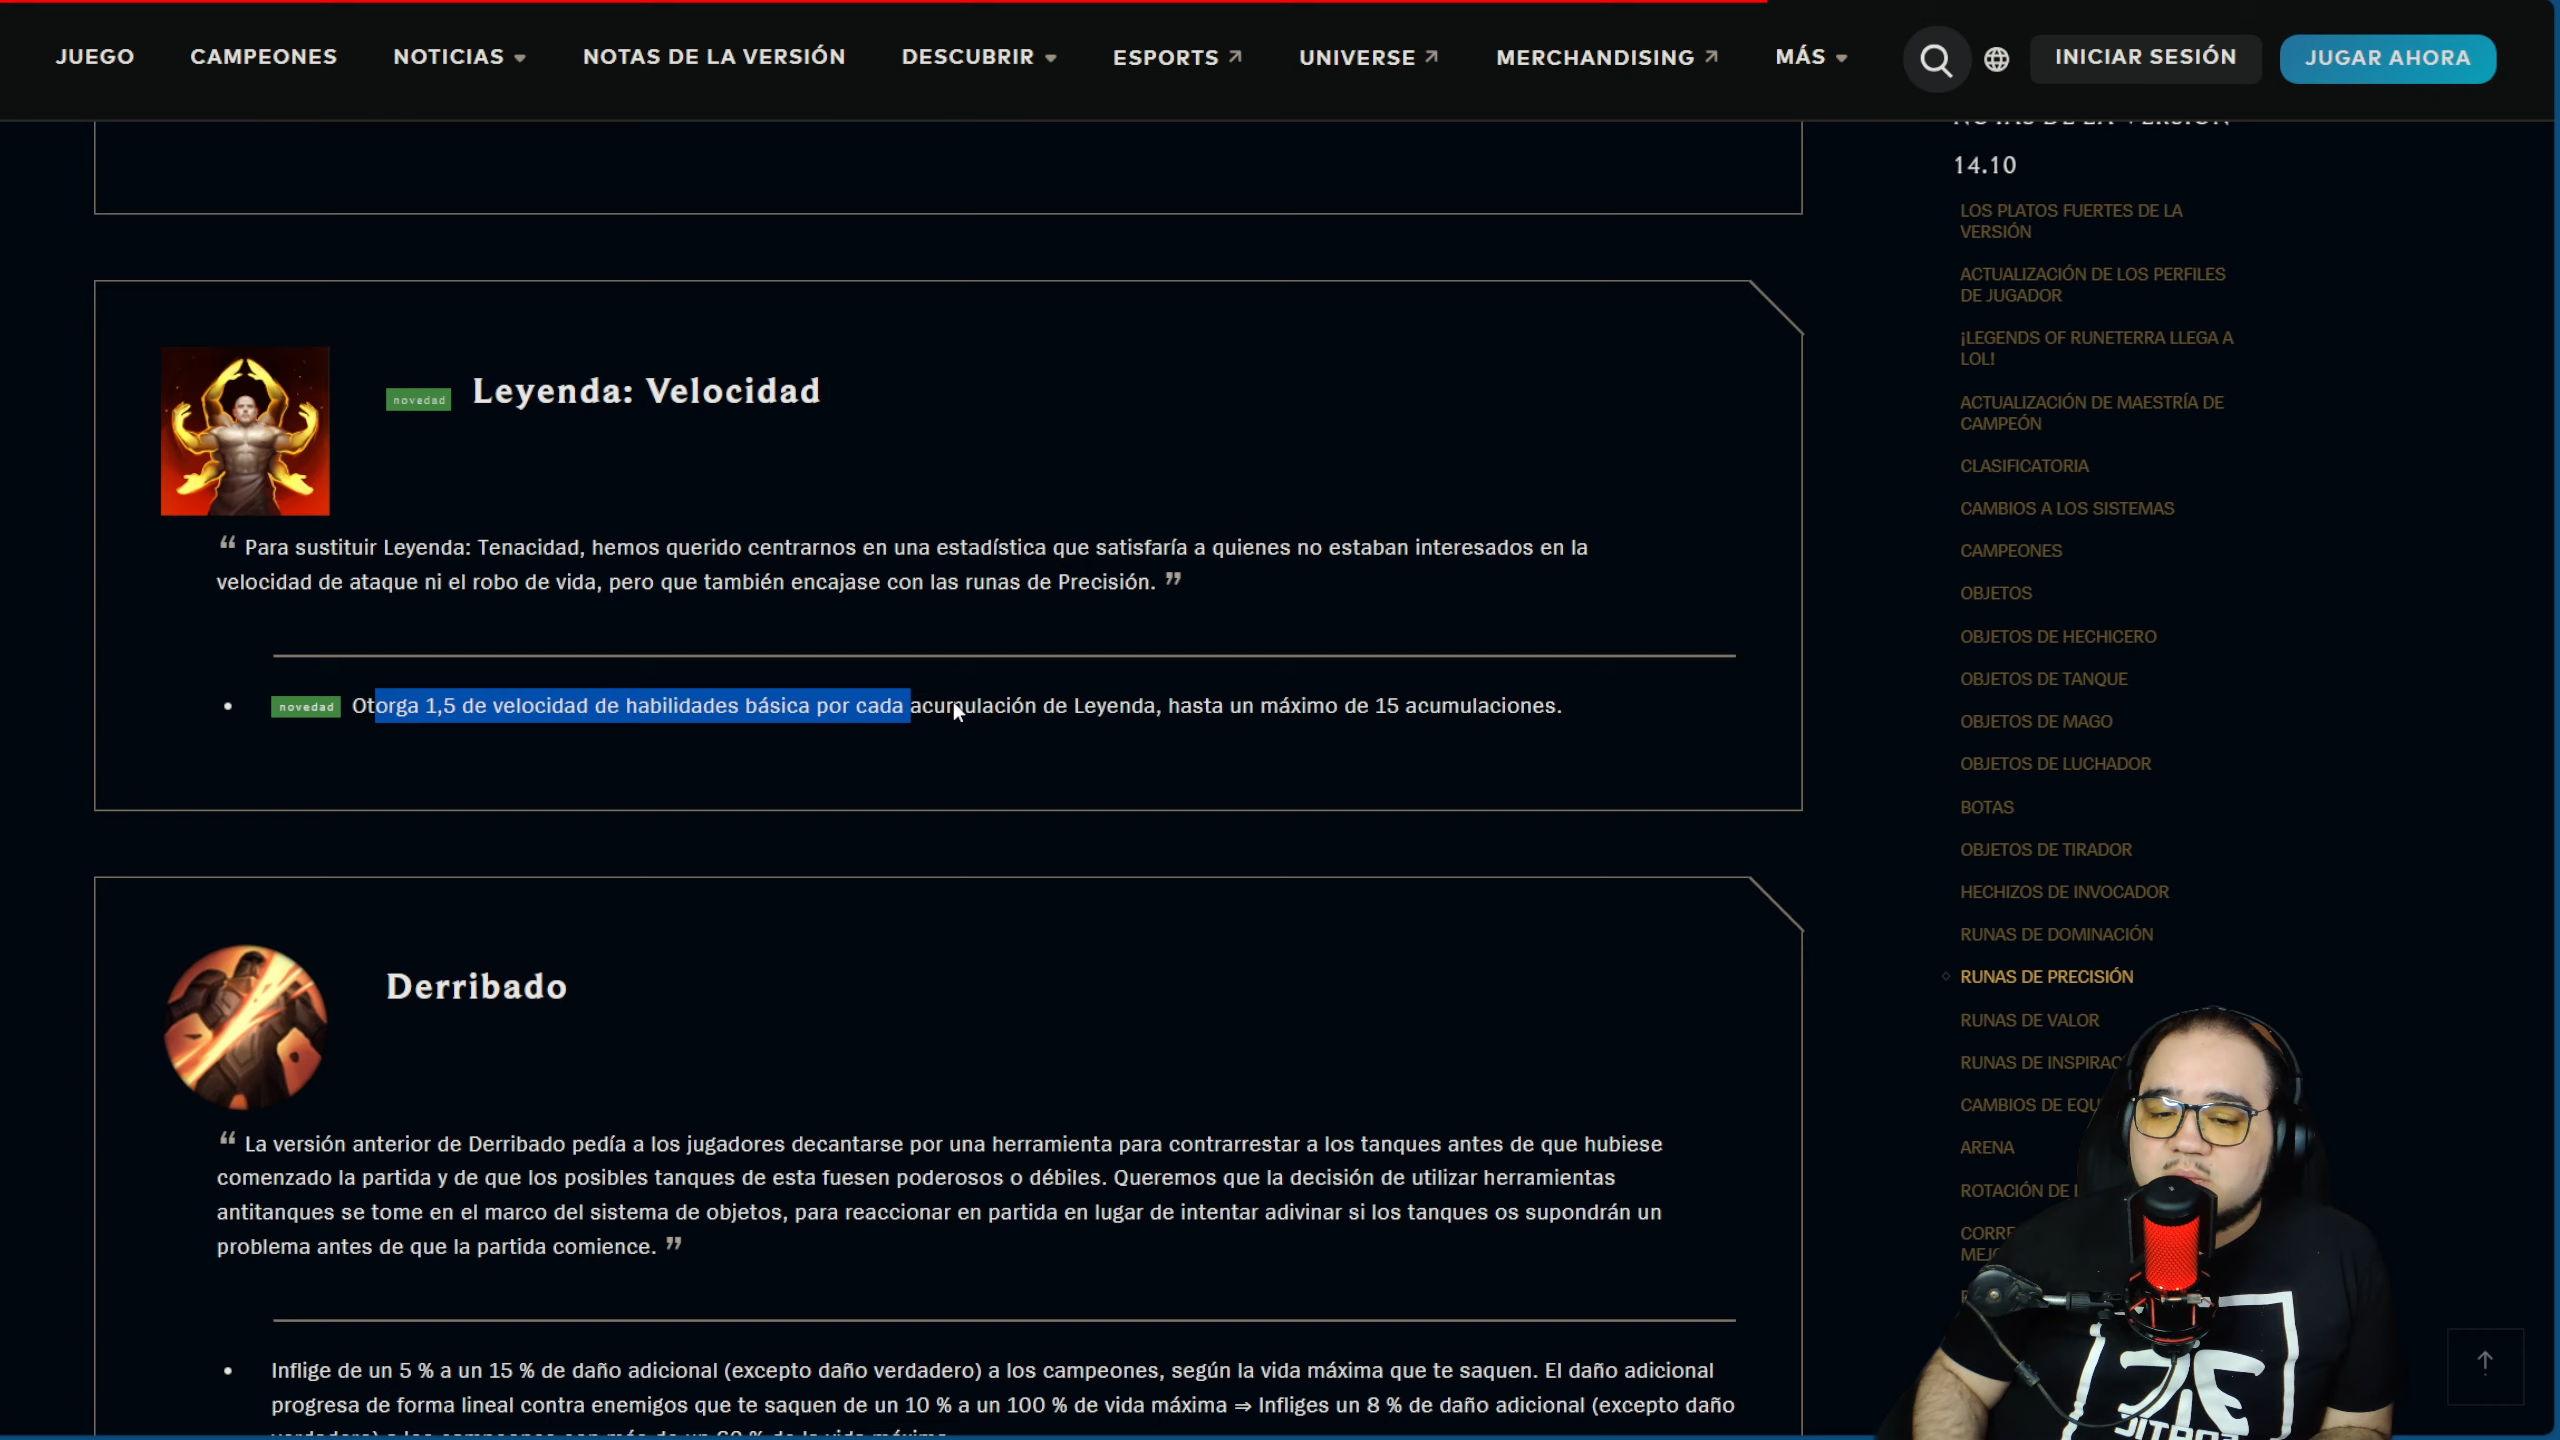 JUEGO CAMPEONES NOTICIAS NOTAS DE LA VERSIÓN DESCUBRIR ESPORTS UNIVERSE MERCHANDISING MÁS INICIAR SESIÓN JUGAR AHORA
novedad Leyenda: Velocidad
“ Para sustituir Leyenda: Tenacidad, hemos querido centrarnos en una estadística que satisfaría a quienes no estaban interesados en la
velocidad de ataque ni el robo de vida, pero que también encajase con las runas de Precisión. ”
• novedad Otorga 1,5 de velocidad de habilidades básica por cada acumulación de Leyenda, hasta un máximo de 15 acumulaciones.
Derribado
“ La versión anterior de Derribado pedía a los jugadores decantarse por una herramienta para contrarrestar a los tanques antes de que hubiese
comenzado la partida y de que los posibles tanques de esta fuesen poderosos o débiles. Queremos que la decisión de utilizar herramientas
antitanques se tome en el marco del sistema de objetos, para reaccionar en partida en lugar de intentar adivinar si los tanques os supondrán un
problema antes de que la partida comience. ”
• Inflige de un 5 % a un 15 % de daño adicional (excepto daño verdadero) a los campeones, según la vida máxima que te saquen. El daño adicional
progresa de forma lineal contra enemigos que te saquen de un 10 % a un 100 % de vida máxima ⇒ Infliges un 8 % de daño adicional (excepto daño
NOTAS DE LA VERSIÓN
14.10
LOS PLATOS FUERTES DE LA
VERSIÓN
ACTUALIZACIÓN DE LOS PERFILES
DE JUGADOR
¡LEGENDS OF RUNETERRA LLEGA A
LOL!
ACTUALIZACIÓN DE MAESTRÍA DE
CAMPEÓN
CLASIFICATORIA
CAMBIOS A LOS SISTEMAS
CAMPEONES
OBJETOS
OBJETOS DE HECHICERO
OBJETOS DE TANQUE
OBJETOS DE MAGO
OBJETOS DE LUCHADOR
BOTAS
OBJETOS DE TIRADOR
HECHIZOS DE INVOCADOR
RUNAS DE DOMINACIÓN
RUNAS DE PRECISIÓN
RUNAS DE VALOR
RUNAS DE
CAMBIOS DE
ARENA
ROTACIÓN DE